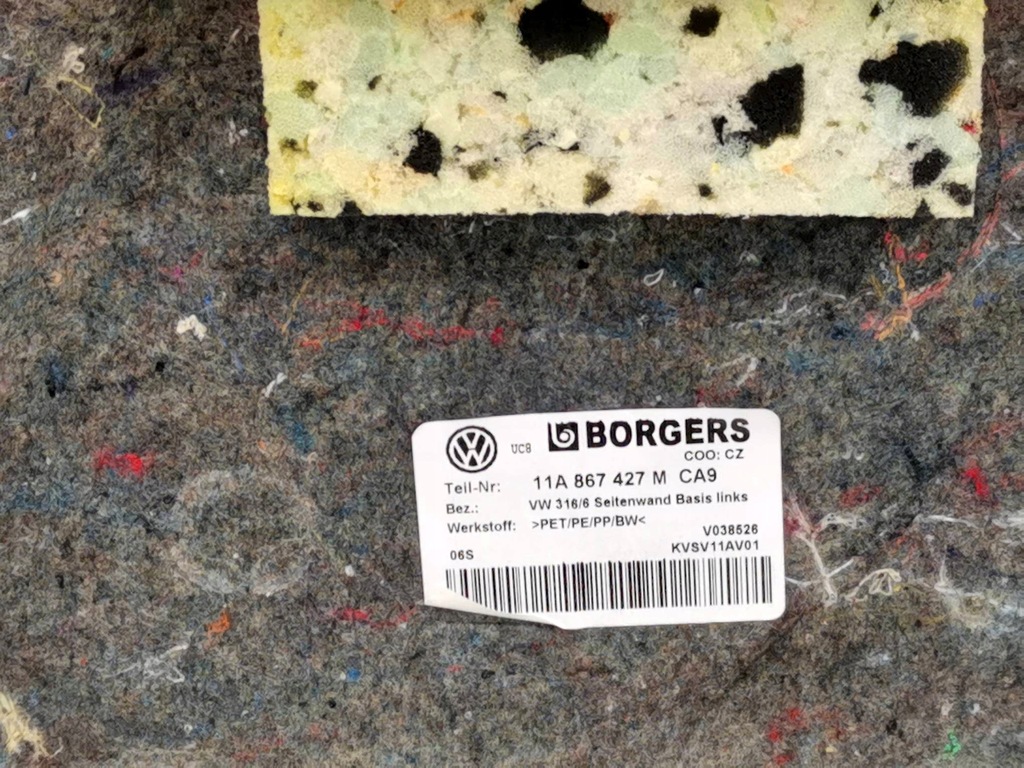 VW UC8 BORGERS
COO: CZ
Teil-Nr: 11A 867 427 M CA9
Bez.: VW 316/6 Seitenwand Basis links
Werkstoff: >PET/PE/PP/BW<
V038526
06S KVSV11AV01